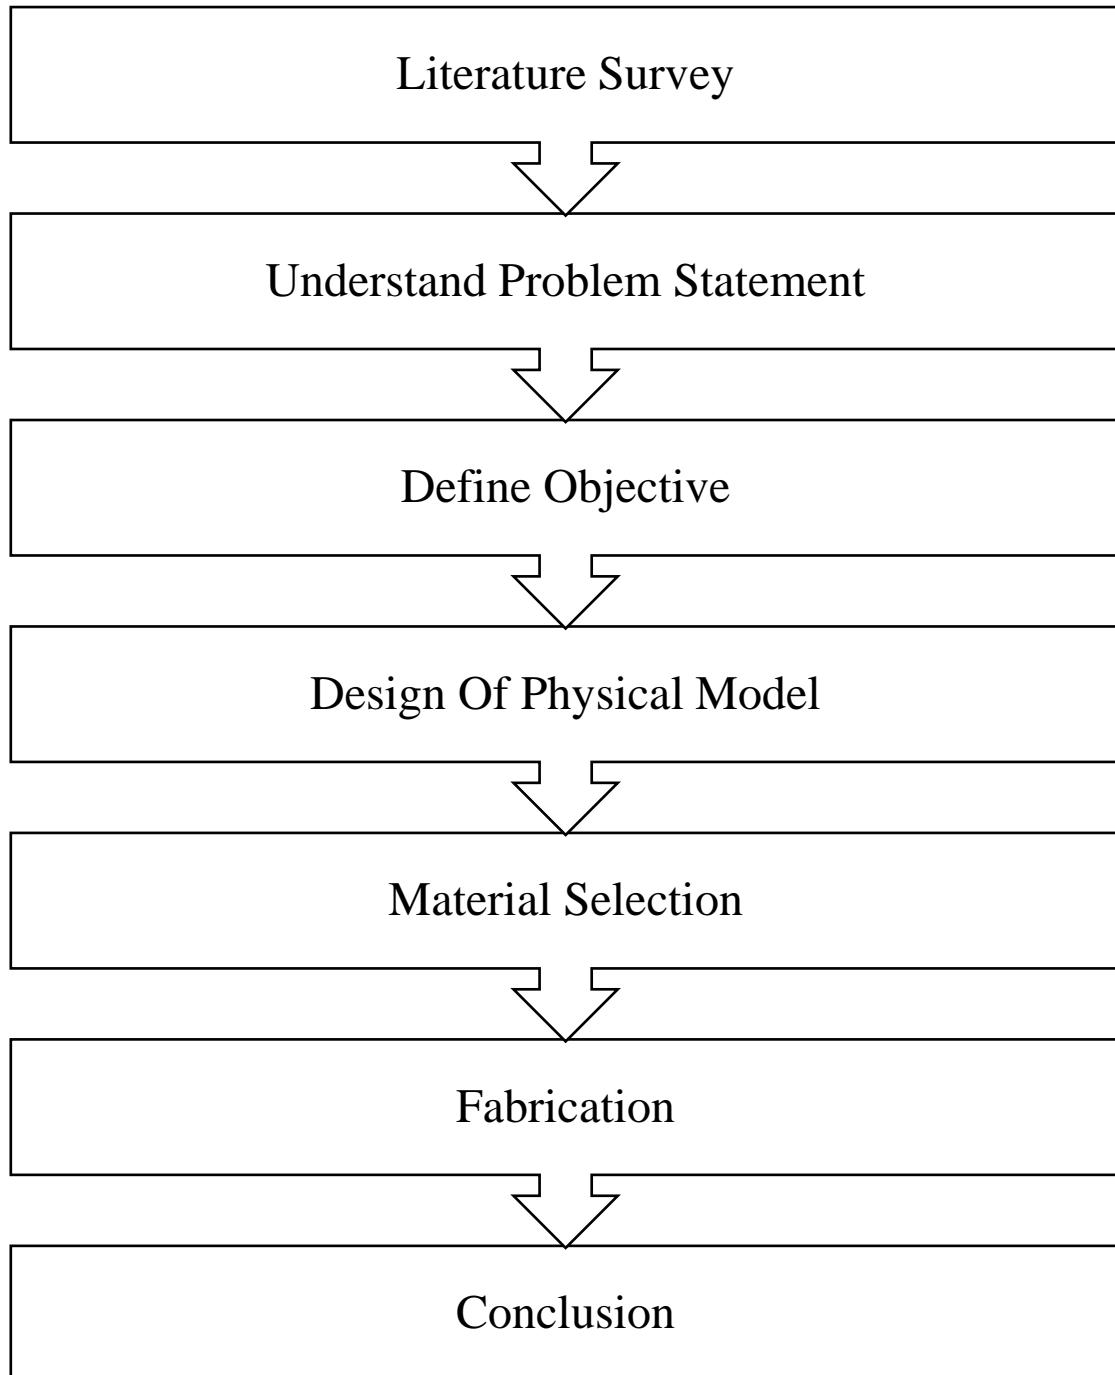 Literature Survey
Understand Problem Statement
Define Objective
Design Of Physical Model
Material Selection
Fabrication
Conclusion